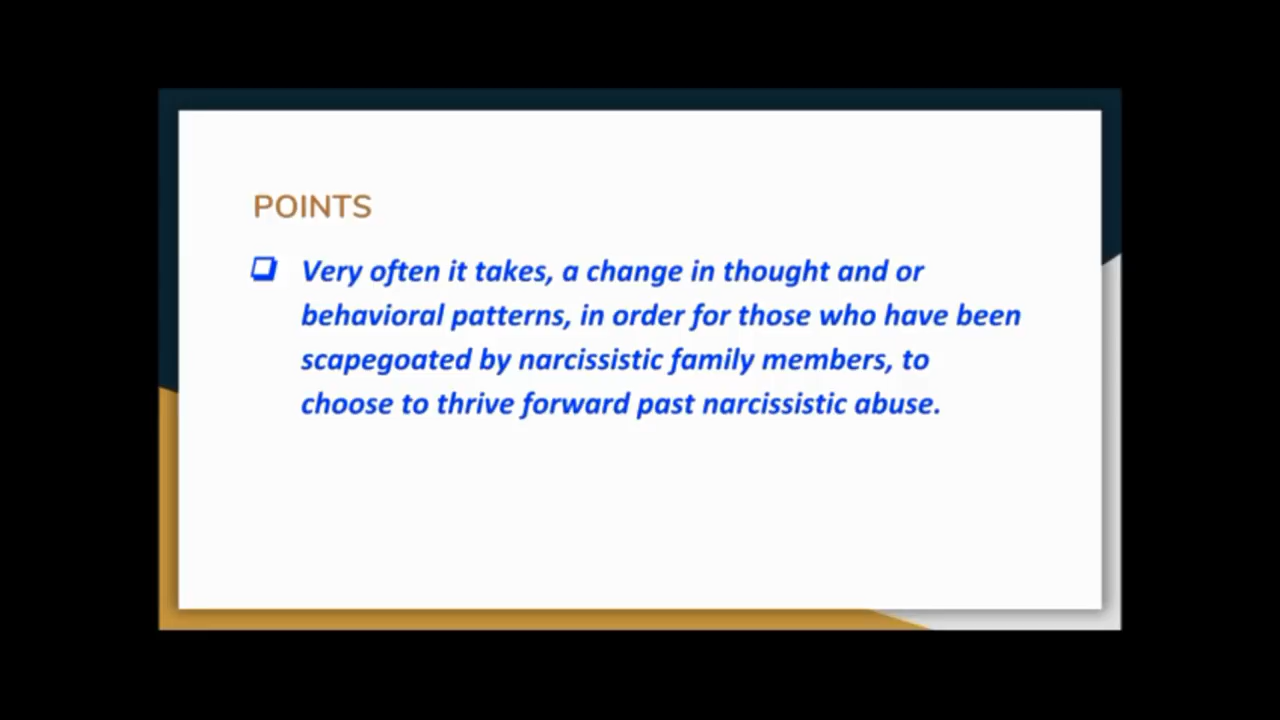 POINTS
Very often it takes, a change in thought and or
behavioral patterns, in order for those who have been
scapegoated by narcissistic family members, to
choose to thrive forward past narcissistic abuse.